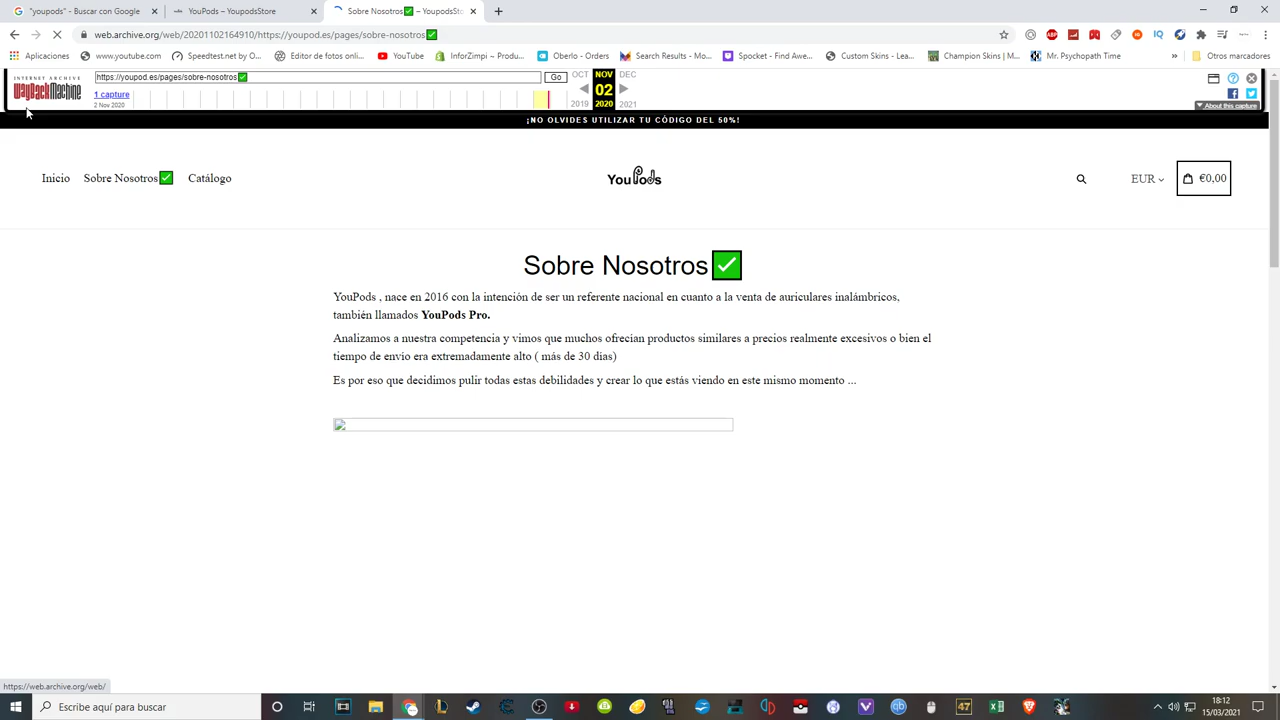 "youpods" - Buscar con Google
YouPods – YoupodsStore
Sobre Nosotros✅ – YoupodsSto
web.archive.org/web/20201102164910/https://youpod.es/pages/sobre-nosotros✅
Aplicaciones
www.youtube.com
Speedtest.net by O...
Editor de fotos onli...
YouTube
InforZimpi – Produ...
Oberlo - Orders
Search Results - Mo...
Spocket - Find Awe...
Custom Skins - Lea...
Champion Skins | M...
Mr. Psychopath Time
»
Otros marcadores
INTERNET ARCHIVE
WayBackMachine
https://youpod.es/pages/sobre-nosotros✅
Go
OCT NOV DEC
1 capture
02
2 Nov 2020
2019 2020 2021
About this capture
¡NO OLVIDES UTILIZAR TU CÓDIGO DEL 50%!
Inicio Sobre Nosotros✅ Catálogo
YouPods
EUR
€0,00
Sobre Nosotros✅
YouPods , nace en 2016 con la intención de ser un referente nacional en cuanto a la venta de auriculares inalámbricos,
también llamados YouPods Pro.
Analizamos a nuestra competencia y vimos que muchos ofrecian productos similares a precios realmente excesivos o bien el
tiempo de envio era extremadamente alto ( más de 30 dias)
Es por eso que decidimos pulir todas estas debilidades y crear lo que estás viendo en este mismo momento ...
https://web.archive.org/web/
Escribe aquí para buscar
47
18:12
15/03/2021